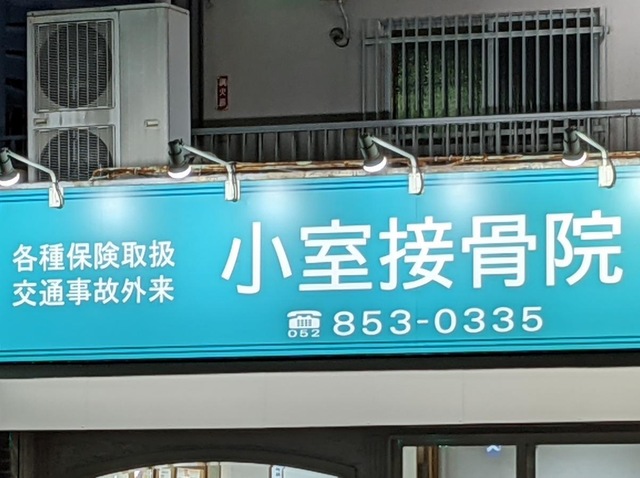 各種保険取扱
交通事故外来
小室接骨院
052
853-0335